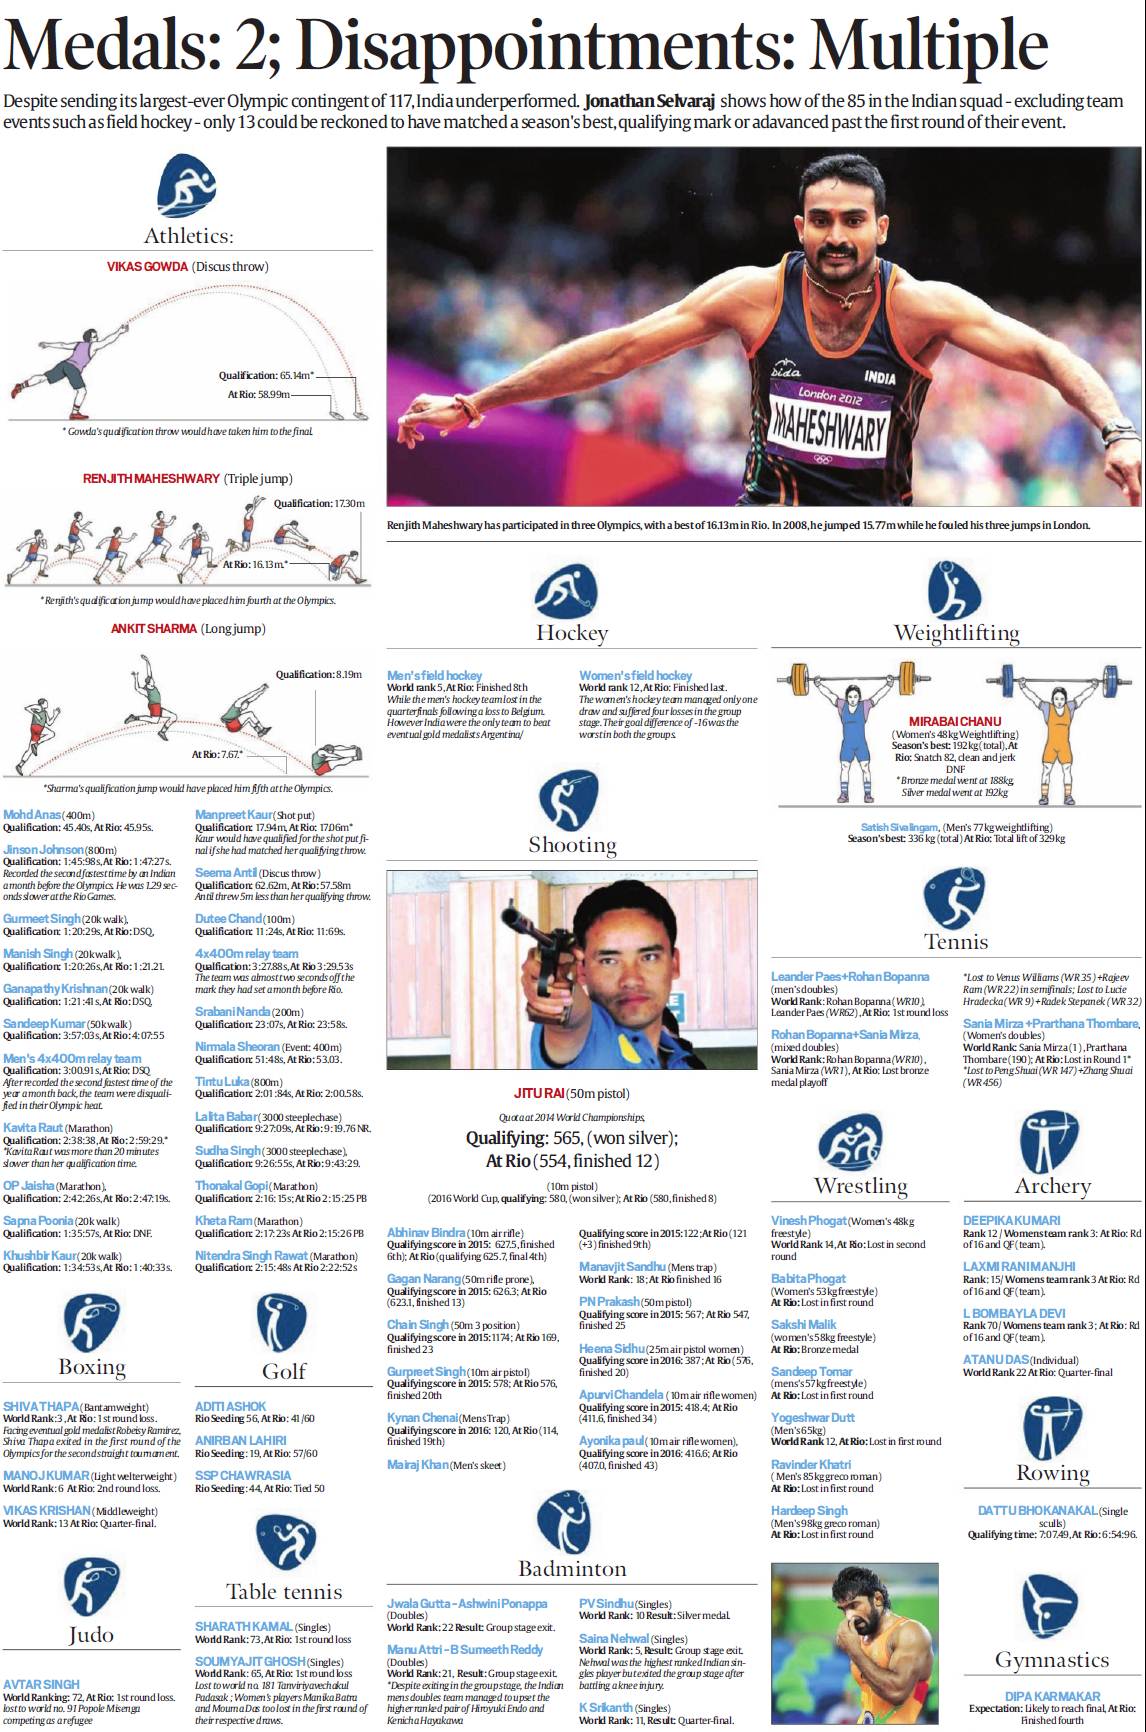 Medals: 2; Disappointments: Multiple
Despite sending its largest-ever Olympic contingent of 117, India underperformed. Jonathan Selvaraj shows how of the 85 in the Indian squad - excluding team
events such as field hockey - only 13 could be reckoned to have matched a season's best, qualifying mark or adavanced past the first round of their event.
Athletics:
VIKAS GOWDA (Discus throw)
Qualification: 65.14m*
At Rio: 58.99m
* Gowda's qualification throw would have taken him to the final.
RENJITH MAHESHWARY (Triple jump)
Qualification: 17.30m
At Rio: 16.13m.*
*Renjith's qualification jump would have placed him fourth at the Olympics.
ANKIT SHARMA (Long jump)
Qualification: 8.19m
At Rio: 7.67.*
*Sharma's qualification jump would have placed him fifth at the Olympics.
Mohd Anas (400m)
Qualification: 45.40s, At Rio: 45.95s.
Jinson Johnson (800m)
Qualification: 1:45:98s, At Rio: 1:47:27s.
Recorded the second fastest time by an Indian
a month before the Olympics. He was 1.29 sec-
onds slower at the Rio Games.
Gurmeet Singh (20k walk),
Qualification: 1:20:29s, At Rio: DSQ,
Manish Singh (20k walk),
Qualification: 1:20:26s, At Rio: 1:21.21.
Ganapathy Krishnan (20k walk)
Qualification: 1:21:41s, At Rio: DSQ,
Sandeep Kumar (50k walk)
Qualification: 3:57:03s, At Rio: 4:07:55
Men's 4x400m relay team
Qualification: 3:00.91s, At Rio: DSQ
After recorded the second fastest time of the
year a month back, the team were disquali-
fied in their Olympic heat.
Kavita Raut (Marathon)
Qualification: 2:38:38, At Rio: 2:59:29.*
*Kavita Raut was more than 20 minutes
slower than her qualification time.
OP Jaisha (Marathon),
Qualification: 2:42:26s, At Rio: 2:47:19s.
Sapna Poonia (20k walk)
Qualification: 1:35:57s, At Rio: DNF.
Khushbir Kaur (20k walk)
Qualification: 1:34:53s, At Rio: 1:40:33s.
Manpreet Kaur (Shot put)
Qualification: 17.94m, At Rio: 17.06m*
Kaur would have qualified for the shot put fi-
nal if she had matched her qualifying throw.
Seema Antil (Discus throw)
Qualification: 62.62m, At Rio: 57.58m
Antil threw 5m less than her qualifying throw.
Dutee Chand (100m)
Qualification: 11:24s, At Rio: 11:69s.
4x400m relay team
Qualfication: 3:27.88s, At Rio 3:29,53s
The team was almost two seconds off the
mark they had set a month before Rio.
Srabani Nanda (200m)
Qualification: 23:07s, At Rio: 23:58s.
Nirmala Sheoran (Event: 400m)
Qualification: 51:48s, At Rio: 53.03.
Tintu Luka (800m)
Qualification: 2:01:84s, At Rio: 2:00.58s.
Lalita Babar (3000 steeplechase)
Qualification: 9:27:09s, At Rio: 9:19.76 NR.
Sudha Singh (3000 steeplechase),
Qualification: 9:26:55s, At Rio: 9:43:29.
Thonakal Gopi (Marathon)
Qualification: 2:16:15s; At Rio 2:15:25 PB
Kheta Ram (Marathon)
Qualification: 2:17:23s At Rio 2:15:26 PB
Nitendra Singh Rawat (Marathon)
Qualification: 2:15:48s At Rio 2:22:52s
Boxing
SHIVA THAPA (Bantamweight)
World Rank: 3, At Rio: 1st round loss.
Facing eventual gold medalist Robeisy Ramirez,
Shiva Thapa exited in the first round of the
Olympics for the second straight tournament.
MANOJ KUMAR (Light welterweight)
World Rank: 6 At Rio: 2nd round loss.
VIKAS KRISHAN (Middleweight)
World Rank: 13 At Rio: Quarter-final.
Judo
AVTAR SINGH
World Ranking: 72, At Rio: 1st round loss.
lost to world no. 91 Popole Misenga
competing as a refugee
Golf
ADITI ASHOK
Rio Seeding 56, At Rio: 41/60
ANIRBAN LAHIRI
Rio Seeding: 19, At Rio: 57/60
SSP CHAWRASIA
Rio Seeding: 44, At Rio: Tied 50
Table tennis
SHARATH KAMAL (Singles)
World Rank: 73, At Rio: 1st round loss
SOUMYAJIT GHOSH (Singles)
World Rank: 65, At Rio: 1st round loss
Lost to world no. 181 Tanviriyavechakul
Padasak; Women's players Manika Batra
and Mouma Das too lost in the first round of
their respective draws.
bida
INDIA
London 2012
MAHESHWARY
Renjith Maheshwary has participated in three Olympics, with a best of 16.13m in Rio. In 2008, he jumped 15.77m while he fouled his three jumps in London.
Hockey
Men's field hockey
World rank 5, At Rio: Finished 8th
While the men's hockey team lost in the
quarterfinals following a loss to Belgium.
However India were the only team to beat
eventual gold medalists Argentina/
Women's field hockey
World rank 12, At Rio: Finished last.
The women's hockey team managed only one
draw and suffered four losses in the group
stage. Their goal difference of -16 was the
worst in both the groups.
Shooting
JITU RAI (50m pistol)
Quota at 2014 World Championships,
Qualifying: 565, (won silver);
At Rio (554, finished 12)
(10m pistol)
(2016 World Cup, qualifying: 580, (won silver); At Rio (580, finished 8)
Abhinav Bindra (10m air rifle)
Qualifying score in 2015: 627.5, finished
6th); At Rio (qualifying 625.7, final 4th)
Gagan Narang (50m rifle prone),
Qualifying score in 2015: 626.3; At Rio
(623.1, finished 13)
Chain Singh (50m 3 position)
Qualifying score in 2015: 1174; At Rio 169,
finished 23
Gurpreet Singh (10m air pistol)
Qualifying score in 2015: 578; At Rio 576,
finished 20th
Kynan Chenai (Mens Trap)
Qualifying score in 2016: 120, At Rio (114,
finished 19th)
Mairaj Khan (Men's skeet)
Qualifying score in 2015:122; At Rio (121
(+3) finished 9th)
Manavjit Sandhu (Mens trap)
World Rank: 18; At Rio finished 16
PN Prakash (50m pistol)
Qualifying score in 2015: 567; At Rio 547,
finished 25
Heena Sidhu (25m air pistol women)
Qualifying score in 2016: 387; At Rio (576,
finished 20)
Apurvi Chandela (10m air rifle women)
Qualifying score in 2015: 418.4; At Rio
(411.6, finished 34)
Ayonika paul (10m air rifle women),
Qualifying score in 2016: 416.6; At Rio
(407.0, finished 43)
Badminton
Jwala Gutta - Ashwini Ponappa
(Doubles)
World Rank: 22 Result: Group stage exit.
Manu Attri - B Sumeeth Reddy
(Doubles)
World Rank: 21, Result: Group stage exit.
*Despite exiting in the group stage, the Indian
mens doubles team managed to upset the
higher ranked pair of Hiroyuki Endo and
Kenicha Hayakawa
PV Sindhu (Singles)
World Rank: 10 Result: Silver medal.
Saina Nehwal (Singles)
World Rank: 5, Result: Group stage exit.
Nehwal was the highest ranked Indian sin-
gles player but exited the group stage after
battling a knee injury.
K Srikanth (Singles)
World Rank: 11, Result: Quarter-final.
Weightlifting
MIRABAI CHANU
(Women's 48 kg Weightlifting)
Season's best: 192 kg (total), At
Rio: Snatch 82, clean and jerk
DNF
*Bronze medal went at 188kg,
Silver medal went at 192kg
Satish Sivalingam, (Men's 77 kg weightlifting)
Season's best: 336 kg (total) At Rio: Total lift of 329 kg
Tennis
Leander Paes+Rohan Bopanna
(men's doubles)
World Rank: Rohan Bopanna (WR10),
Leander Paes (WR62), At Rio: 1st round loss
Rohan Bopanna+Sania Mirza,
(mixed doubles)
World Rank: Rohan Bopanna (WR10),
Sania Mirza (WR1), At Rio: Lost bronze
medal playoff
*Lost to Venus Williams (WR 35) +Rajeev
Ram (WR 22) in semifinals; Lost to Lucie
Hradecka (WR 9) +Radek Stepanek (WR 32)
Sania Mirza +Prarthana Thombare,
(Women's doubles)
World Rank: Sania Mirza (1), Prarthana
Thombare (190); At Rio: Lost in Round 1*
*Lost to Peng Shuai (WR 147) +Zhang Shuai
(WR 456)
Wrestling
Vinesh Phogat (Women's 48kg
freestyle)
World Rank 14, At Rio: Lost in second
round
Babita Phogat
(Women's 53 kg freestyle)
At Rio: Lost in first round
Sakshi Malik
(women's 58kg freestyle)
At Rio: Bronze medal
Sandeep Tomar
(mens's 57 kg freestyle)
At Rio: Lost in first round
Yogeshwar Dutt
(Men's 65kg)
World Rank 12, At Rio: Lost in first round
Ravinder Khatri
( Men's 85 kg greco roman)
At Rio: Lost in first round
Hardeep Singh
(Men's 98kg greco roman)
At Rio: Lost in first round
Archery
DEEPIKA KUMARI
Rank 12 / Womens team rank 3: At Rio: Rd
of 16 and QF (team).
LAXMI RANI MANJHI
Rank: 15/ Womens team rank 3 At Rio: Rd
of 16 and QF (team).
L BOMBAYLA DEVI
Rank 70/ Womens team rank 3; At Rio: Rd
of 16 and QF (team).
ATANU DAS (Individual)
World Rank 22 At Rio: Quarter-final
Rowing
DATTU BHOKANAKAL (Single
sculls)
Qualifying time: 7:07.49, At Rio: 6:54:96.
Gymnastics
DIPA KARMAKAR
Expectation: Likely to reach final, At Rio:
Finished fourth